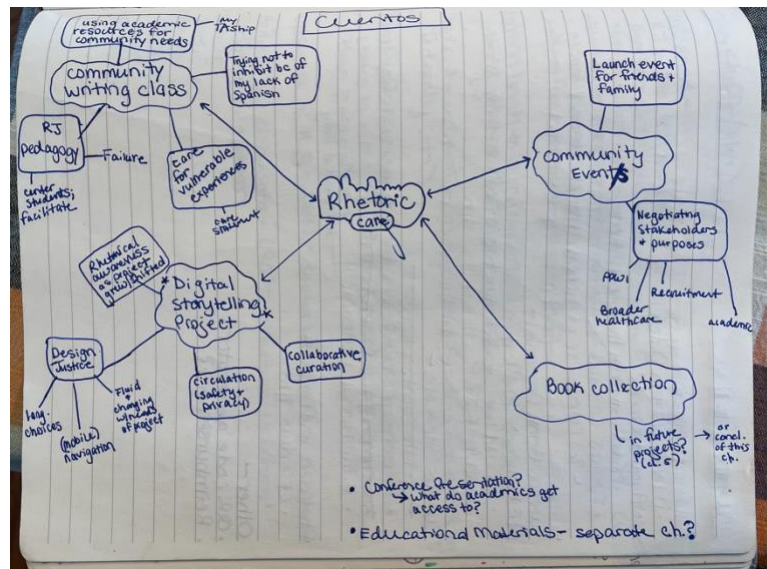 Cuentos
using academic
resources for
community needs
my
TAship
Community
writing class
Trying not to
inhibit bc of
my lack of
Spanish
RJ
pedagogy
Failure
center
students;
facilitate
care
for
vulnerable
experiences
care
statement
Rhetoric
care
Launch event
for friends +
family
Community
Events
Negotiating
stakeholders
+ purposes
Recruitment
Broader
healthcare
academic
Rhetorical
awareness
as project
grew/shifted
Digital
Storytelling
Project
Design
Justice
lang.
choices
(mobile)
navigation
Fluid +
changing
of project
circulation
(safety +
privacy)
collaborative
curation
Book collection
in future
projects?
(ch. 5)
→ or
concl.
of this
ch.
• Conference Presentation?
→ what do academics get
access to?
• Educational Materials - separate ch.?